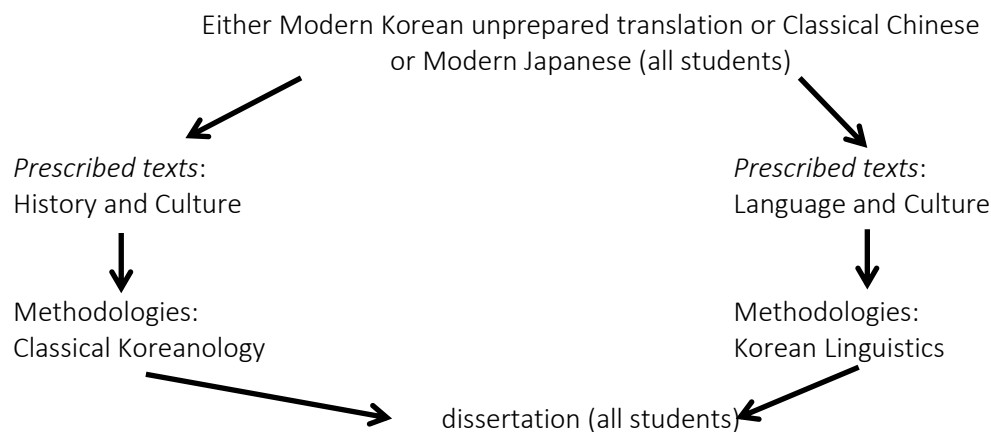 Either Modern Korean unprepared translation or Classical Chinese
or Modern Japanese (all students)
Prescribed texts:
History and Culture
Prescribed texts:
Language and Culture
Methodologies:
Classical Koreanology
Methodologies:
Korean Linguistics
dissertation (all students)